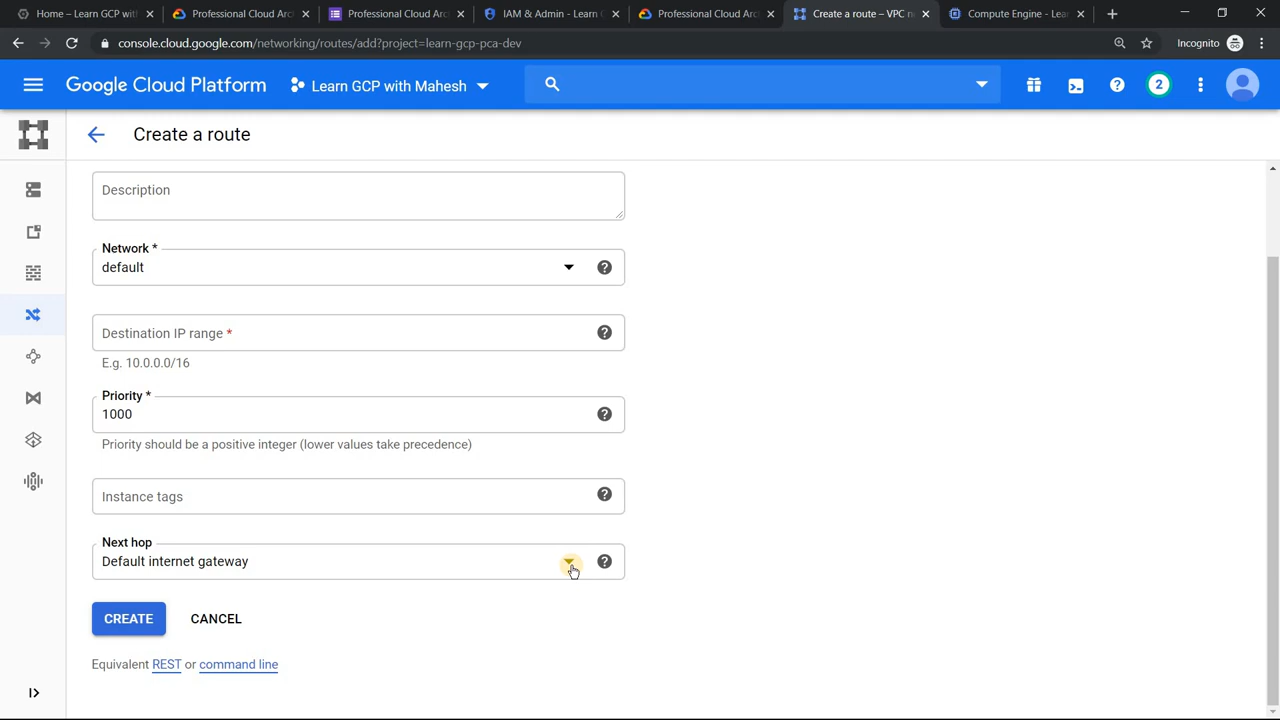 Home – Learn GCP wit
Professional Cloud Arc
Professional Cloud Arc
IAM & Admin - Learn C
Professional Cloud Arc
Create a route – VPC n
Compute Engine - Lea
console.cloud.google.com/networking/routes/add?project=learn-gcp-pca-dev
Incognito
Google Cloud Platform
Learn GCP with Mahesh
2
Create a route
Description
Network *
default
Destination IP range *
E.g. 10.0.0.0/16
Priority *
1000
Priority should be a positive integer (lower values take precedence)
Instance tags
Next hop
Default internet gateway
CREATE
CANCEL
Equivalent REST or command line